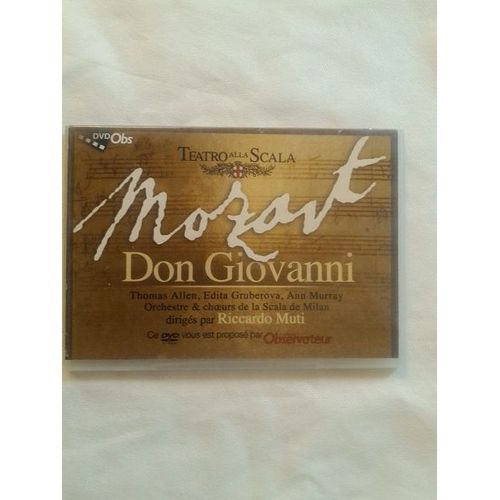 DVD Obs
TEATRO ALLA SCALA
Mozart
Don Giovanni
Thomas Allen, Edita Gruberova, Ann Murray
Orchestre & chœurs de la Scala de Milan
dirigés par Riccardo Muti
Ce DVD vous est proposé par Observateur